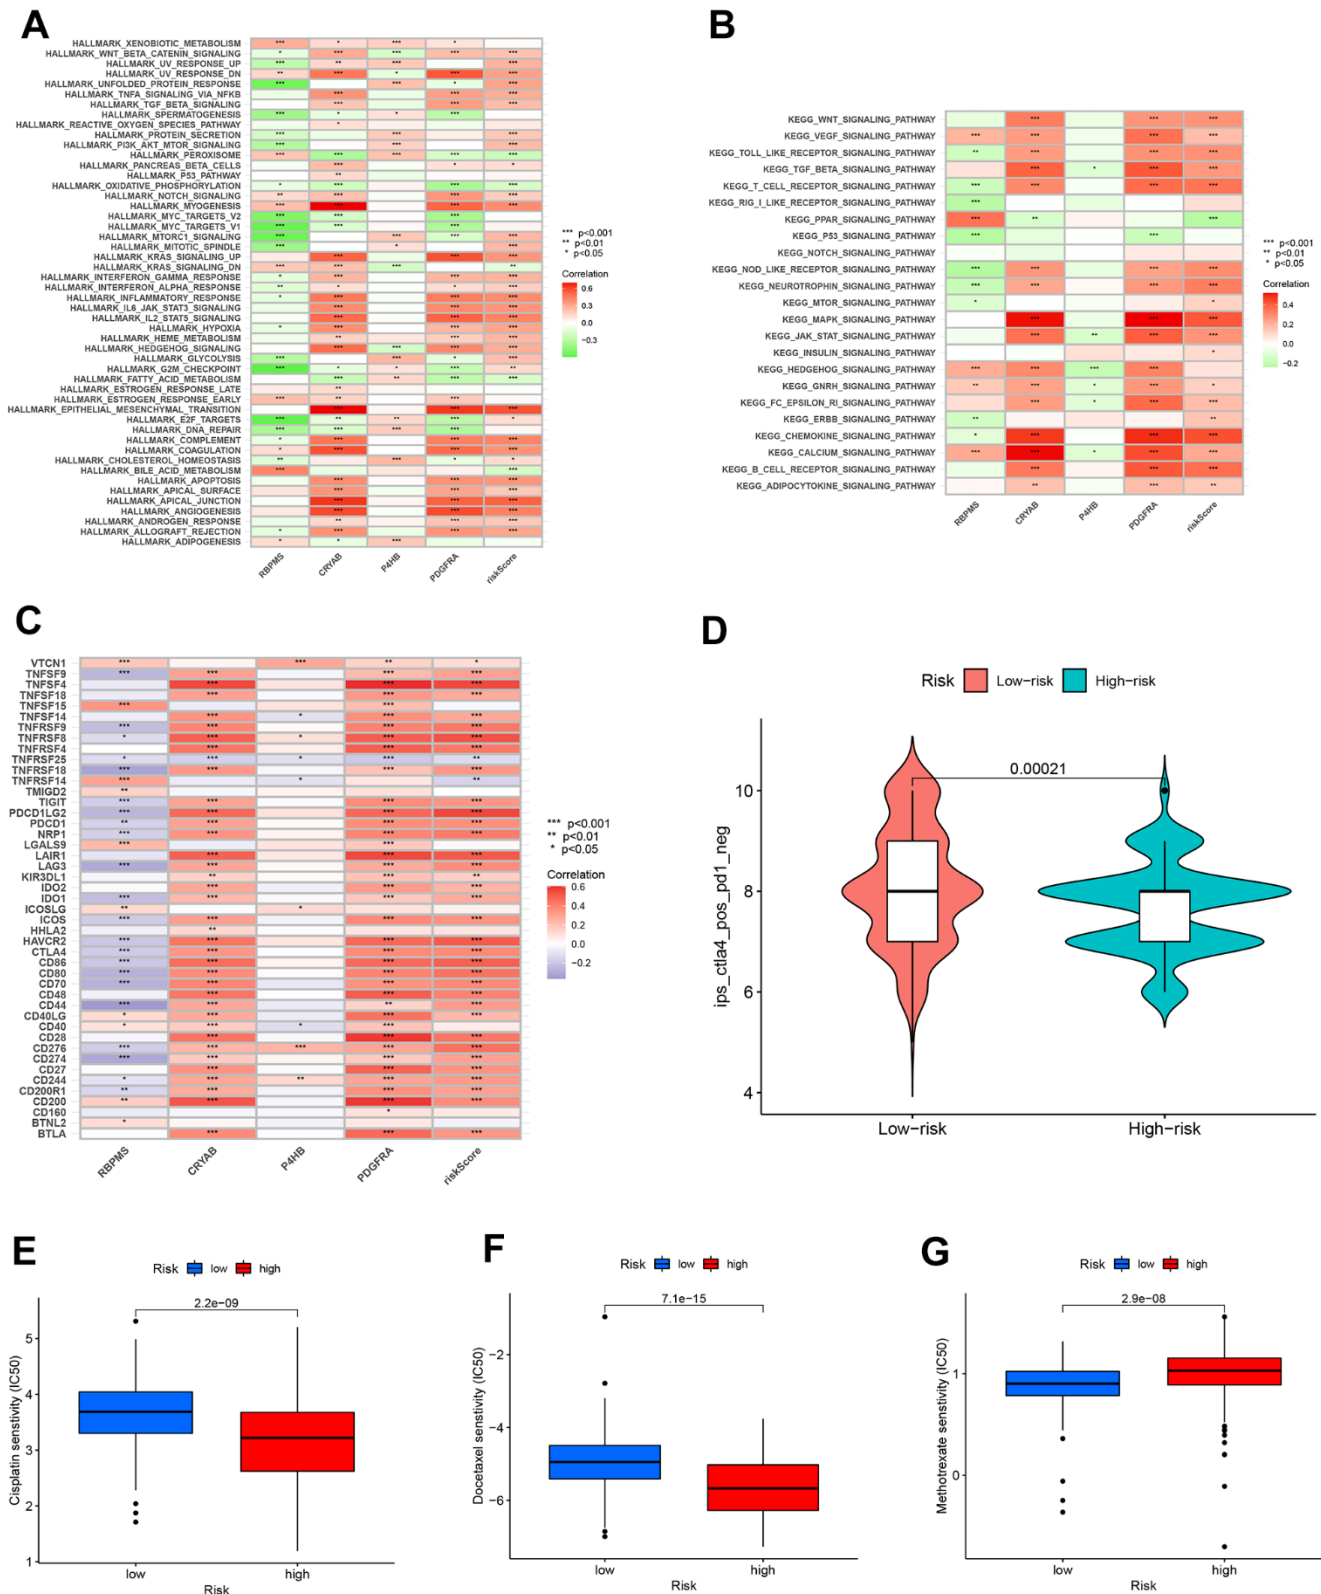 A
HALLMARK_XENOBIOTIC_METABOLISM
HALLMARK_WNT_BETA_CATENIN_SIGNALING
HALLMARK_UV_RESPONSE_UP
HALLMARK_UV_RESPONSE_DN
HALLMARK_UNFOLDED_PROTEIN_RESPONSE
HALLMARK_TNFA_SIGNALING_VIA_NFKB
HALLMARK_TGF_BETA_SIGNALING
HALLMARK_SPERMATOGENESIS
HALLMARK_REACTIVE_OXYGEN_SPECIES_PATHWAY
HALLMARK_PROTEIN_SECRETION
HALLMARK_PI3K_AKT_MTOR_SIGNALING
HALLMARK_PEROXISOME
HALLMARK_PANCREAS_BETA_CELLS
HALLMARK_P53_PATHWAY
HALLMARK_OXIDATIVE_PHOSPHORYLATION
HALLMARK_NOTCH_SIGNALING
HALLMARK_MYOGENESIS
HALLMARK_MYC_TARGETS_V2
HALLMARK_MYC_TARGETS_V1
HALLMARK_MTORC1_SIGNALING
HALLMARK_MITOTIC_SPINDLE
HALLMARK_KRAS_SIGNALING_UP
HALLMARK_KRAS_SIGNALING_DN
HALLMARK_INTERFERON_GAMMA_RESPONSE
HALLMARK_INTERFERON_ALPHA_RESPONSE
HALLMARK_INFLAMMATORY_RESPONSE
HALLMARK_IL6_JAK_STAT3_SIGNALING
HALLMARK_IL2_STAT5_SIGNALING
HALLMARK_HYPOXIA
HALLMARK_HEME_METABOLISM
HALLMARK_HEDGEHOG_SIGNALING
HALLMARK_GLYCOLYSIS
HALLMARK_G2M_CHECKPOINT
HALLMARK_FATTY_ACID_METABOLISM
HALLMARK_ESTROGEN_RESPONSE_LATE
HALLMARK_ESTROGEN_RESPONSE_EARLY
HALLMARK_EPITHELIAL_MESENCHYMAL_TRANSITION
HALLMARK_E2F_TARGETS
HALLMARK_DNA_REPAIR
HALLMARK_COMPLEMENT
HALLMARK_COAGULATION
HALLMARK_CHOLESTEROL_HOMEOSTASIS
HALLMARK_BILE_ACID_METABOLISM
HALLMARK_APOPTOSIS
HALLMARK_APICAL_SURFACE
HALLMARK_APICAL_JUNCTION
HALLMARK_ANGIOGENESIS
HALLMARK_ANDROGEN_RESPONSE
HALLMARK_ALLOGRAFT_REJECTION
HALLMARK_ADIPOGENESIS
RBPMS
CRYAB
P4HB
PDGFRA
riskScore
*** p<0.001
** p<0.01
* p<0.05
Correlation
0.6
0.3
0.0
−0.3
B
KEGG_WNT_SIGNALING_PATHWAY
KEGG_VEGF_SIGNALING_PATHWAY
KEGG_TOLL_LIKE_RECEPTOR_SIGNALING_PATHWAY
KEGG_TGF_BETA_SIGNALING_PATHWAY
KEGG_T_CELL_RECEPTOR_SIGNALING_PATHWAY
KEGG_RIG_I_LIKE_RECEPTOR_SIGNALING_PATHWAY
KEGG_PPAR_SIGNALING_PATHWAY
KEGG_P53_SIGNALING_PATHWAY
KEGG_NOTCH_SIGNALING_PATHWAY
KEGG_NOD_LIKE_RECEPTOR_SIGNALING_PATHWAY
KEGG_NEUROTROPHIN_SIGNALING_PATHWAY
KEGG_MTOR_SIGNALING_PATHWAY
KEGG_MAPK_SIGNALING_PATHWAY
KEGG_JAK_STAT_SIGNALING_PATHWAY
KEGG_INSULIN_SIGNALING_PATHWAY
KEGG_HEDGEHOG_SIGNALING_PATHWAY
KEGG_GNRH_SIGNALING_PATHWAY
KEGG_FC_EPSILON_RI_SIGNALING_PATHWAY
KEGG_ERBB_SIGNALING_PATHWAY
KEGG_CHEMOKINE_SIGNALING_PATHWAY
KEGG_CALCIUM_SIGNALING_PATHWAY
KEGG_B_CELL_RECEPTOR_SIGNALING_PATHWAY
KEGG_ADIPOCYTOKINE_SIGNALING_PATHWAY
RBPMS
CRYAB
P4HB
PDGFRA
riskScore
*** p<0.001
** p<0.01
* p<0.05
Correlation
0.4
0.2
0.0
−0.2
C
VTCN1
TNFSF9
TNFSF4
TNFSF18
TNFSF15
TNFSF14
TNFRSF9
TNFRSF8
TNFRSF4
TNFRSF25
TNFRSF18
TNFRSF14
TMIGD2
TIGIT
PDCD1LG2
PDCD1
NRP1
LGALS9
LAIR1
LAG3
KIR3DL1
IDO2
IDO1
ICOSLG
ICOS
HHLA2
HAVCR2
CTLA4
CD86
CD80
CD70
CD48
CD44
CD40LG
CD40
CD28
CD276
CD274
CD27
CD244
CD200R1
CD200
CD160
BTNL2
BTLA
RBPMS
CRYAB
P4HB
PDGFRA
riskScore
*** p<0.001
** p<0.01
* p<0.05
Correlation
0.6
0.4
0.2
0.0
−0.2
D
Risk Low−risk High−risk
0.00021
ips_ctla4_pos_pd1_neg
10
8
6
4
Low−risk
High−risk
E
Risk low high
2.2e−09
Cisplatin senstivity (IC50)
5
4
3
2
1
low
high
Risk
F
Risk low high
7.1e−15
Docetaxel senstivity (IC50)
−2
−4
−6
low
high
Risk
G
Risk low high
2.9e−08
Methotrexate senstivity (IC50)
1
0
low
high
Risk